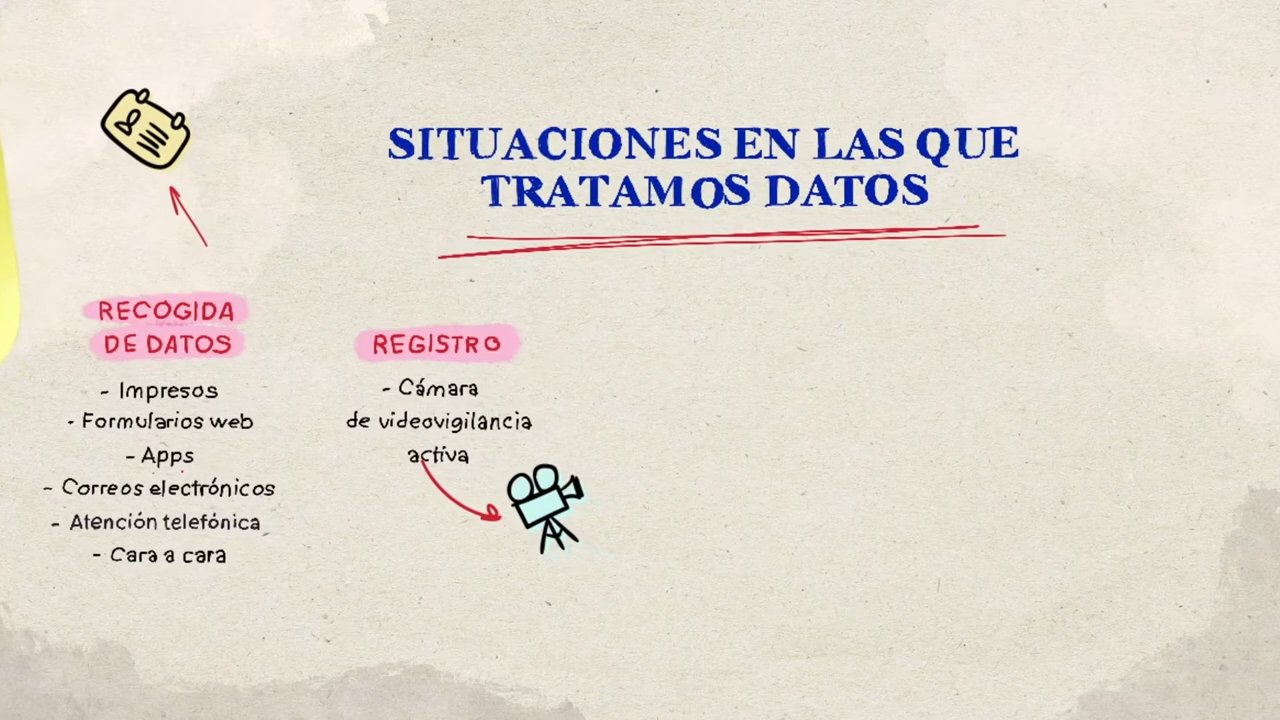 SITUACIONES EN LAS QUE
TRATAMOS DATOS
RECOGIDA
DE DATOS
- Impresos
- Formularios web
- Apps
- Correos electrónicos
- Atención telefónica
- Cara a cara
REGISTRO
- Cámara
de videovigilancia
activa